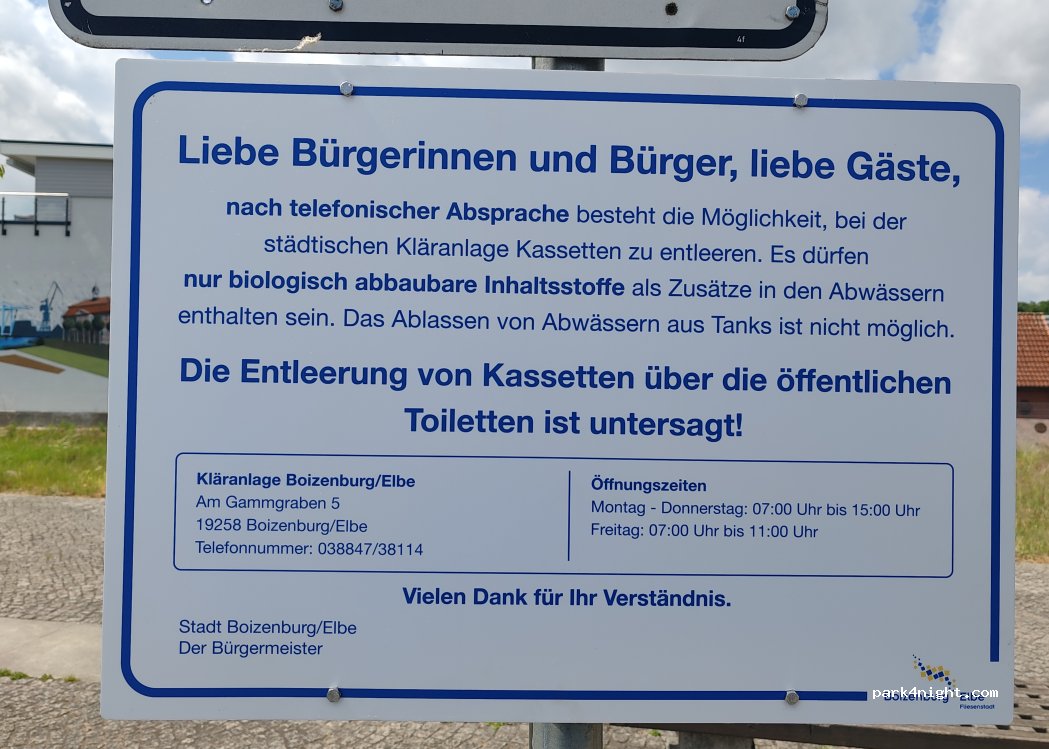 4f
Liebe Bürgerinnen und Bürger, liebe Gäste,
nach telefonischer Absprache besteht die Möglichkeit, bei der
städtischen Kläranlage Kassetten zu entleeren. Es dürfen
nur biologisch abbaubare Inhaltsstoffe als Zusätze in den Abwässern
enthalten sein. Das Ablassen von Abwässern aus Tanks ist nicht möglich.
Die Entleerung von Kassetten über die öffentlichen
Toiletten ist untersagt!
Kläranlage Boizenburg/Elbe
Am Gammgraben 5
19258 Boizenburg/Elbe
Telefonnummer: 038847/38114
Öffnungszeiten
Montag - Donnerstag: 07:00 Uhr bis 15:00 Uhr
Freitag: 07:00 Uhr bis 11:00 Uhr
Vielen Dank für Ihr Verständnis.
Stadt Boizenburg/Elbe
Der Bürgermeister
park4night.com
Boizenburg Elbe
Fliesenstadt